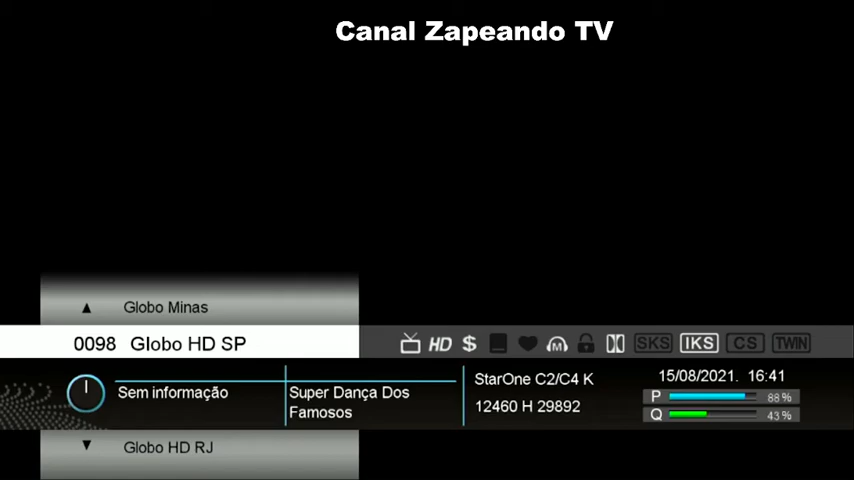 Canal Zapeando TV
Globo Minas
0098 Globo HD SP
HD $ SKS IKS CS TWIN
Sem informação
Super Dança Dos
Famosos
StarOne C2/C4 K
12460 H 29892
15/08/2021. 16:41
P 88%
Q 43%
Globo HD RJ